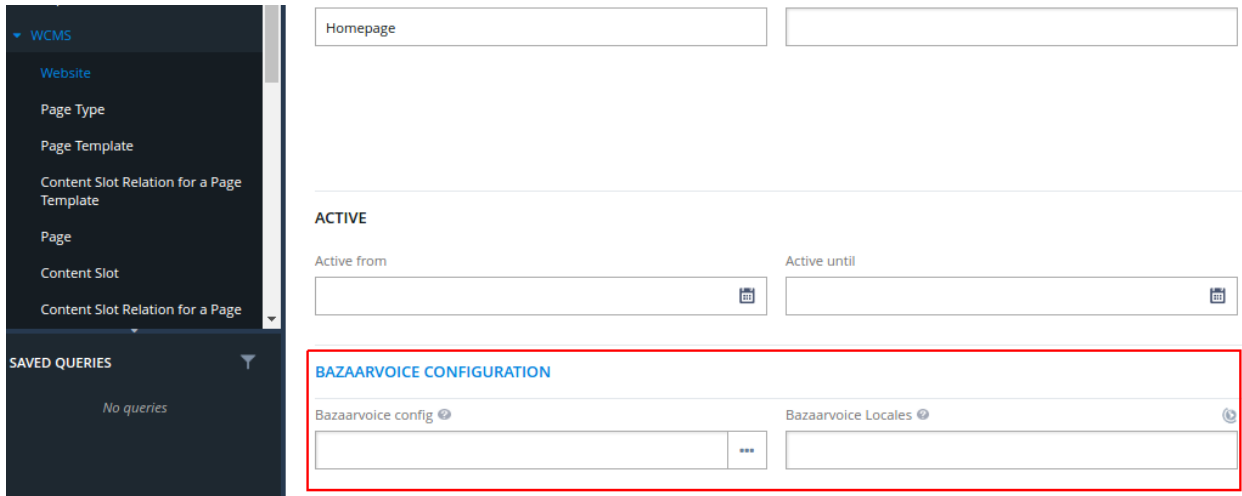 WCMS
Website
Page Type
Page Template
Content Slot Relation for a Page
Template
Page
Content Slot
Content Slot Relation for a Page
SAVED QUERIES
No queries
Homepage
ACTIVE
Active from
Active until
BAZAARVOICE CONFIGURATION
Bazaarvoice config
Bazaarvoice Locales